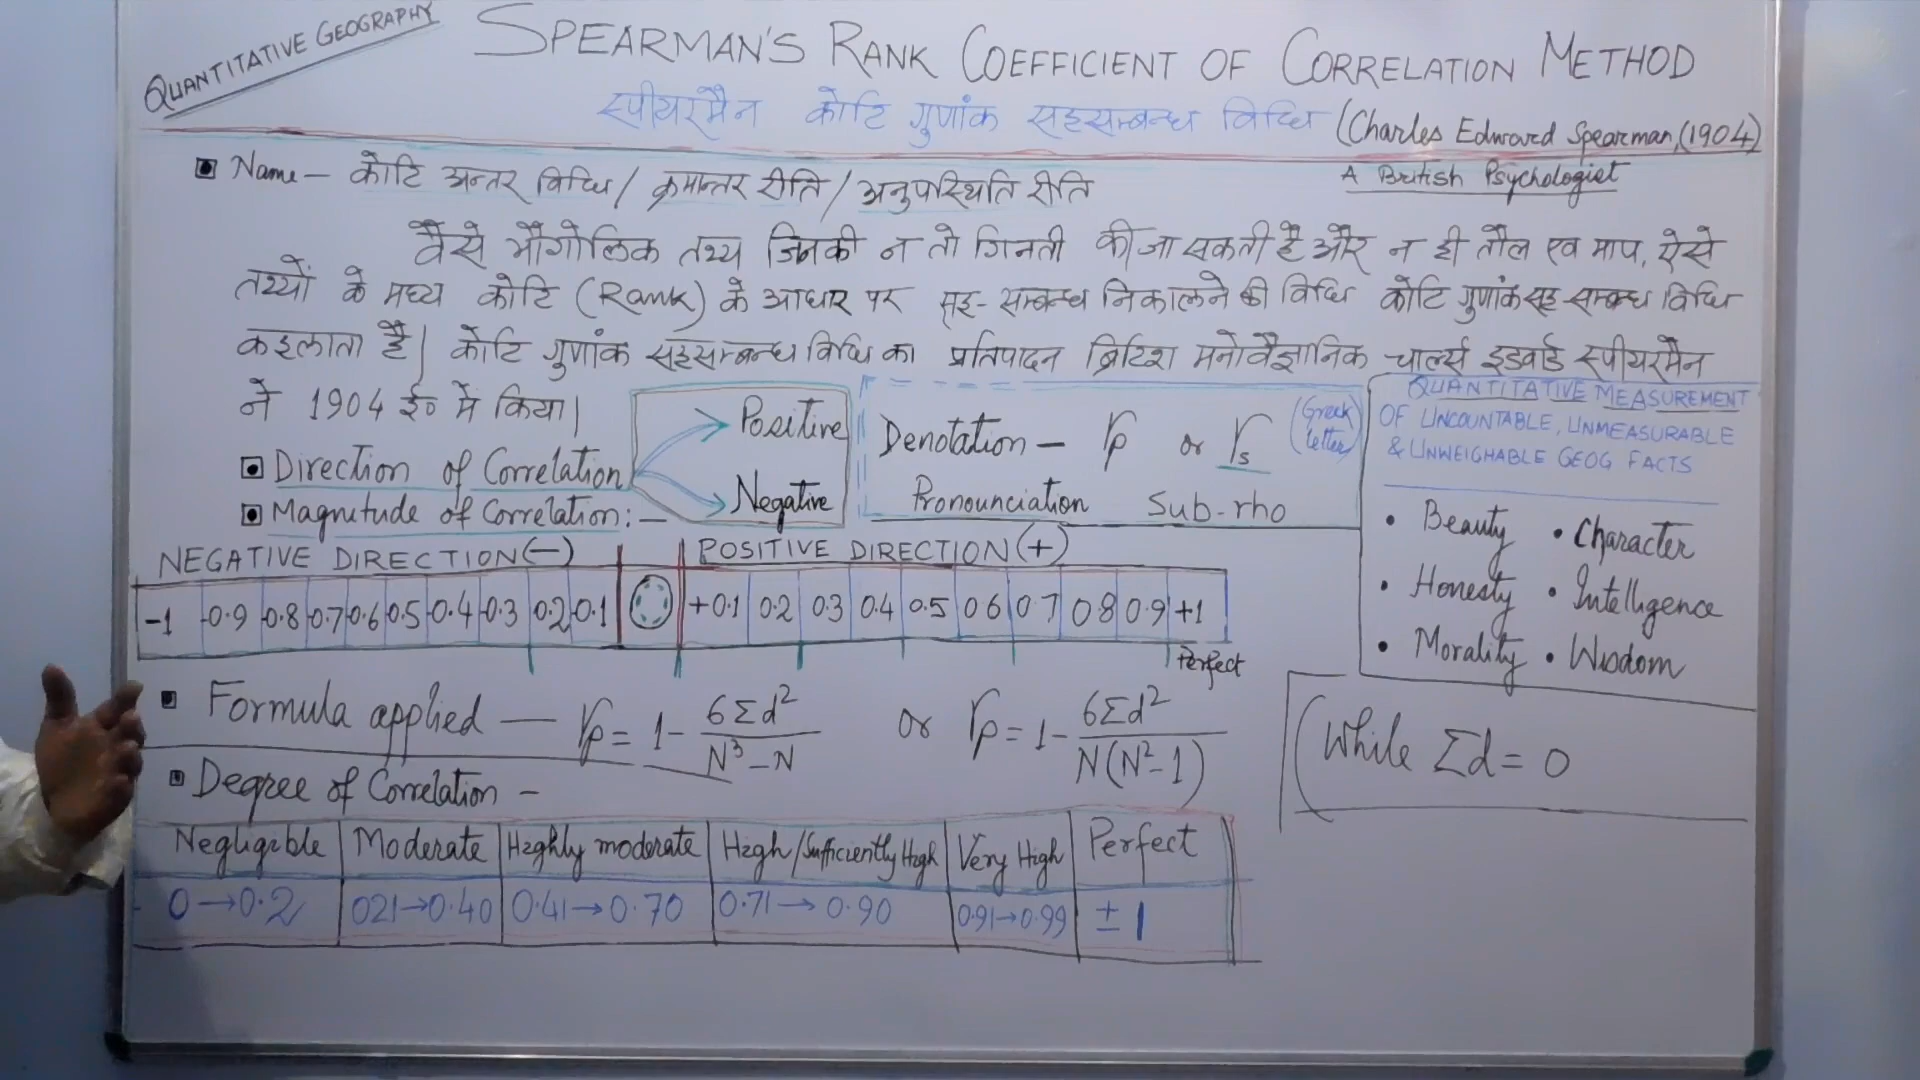 QUANTITATIVE GEOGRAPHY
SPEARMAN'S RANK COEFFICIENT OF CORRELATION METHOD
स्पीयरमैन कोटि गुणांक सहसम्बन्ध विधि (Charles Edward Spearman, (1904)
A British Psychologist
Name – कोटि अन्तर विधि / क्रमान्तर रीति / अनुपस्थिति रीति
वैसे भौगोलिक तथ्य जिनकी न तो गिनती की जा सकती है और न ही तौल एवं माप, ऐसे
तथ्यों के मध्य कोटि (Rank) के आधार पर सह-सम्बन्ध निकालने की विधि कोटि गुणांक सह-सम्बन्ध विधि
कहलाता है। कोटि गुणांक सहसम्बन्ध विधि का प्रतिपादन ब्रिटिश मनोवैज्ञानिक चार्ल्स इडवार्ड स्पीयरमैन
ने 1904 ई० में किया।
Direction of Correlation
Positive
Negative
Magnitude of Correlation: –
Denotation – rρ or rs (Greek letter)
Pronounciation Sub-rho
QUANTITATIVE MEASUREMENT
OF UNCOUNTABLE, UNMEASURABLE
& UNWEIGHABLE GEOG FACTS
• Beauty • Character
• Honesty • Intelligence
• Morality • Wisdom
NEGATIVE DIRECTION (–) POSITIVE DIRECTION (+)
-1 -0.9 -0.8 -0.7 -0.6 -0.5 -0.4 -0.3 0.2 -0.1 0 +0.1 0.2 0.3 0.4 0.5 0.6 0.7 0.8 0.9 +1
Perfect
Formula applied — rρ = 1 - 6Σd²/N³-N or rρ = 1 - 6Σd²/N(N²-1)
(While Σd = 0
Degree of Correlation –
Negligible Moderate Highly moderate High/Sufficiently High Very High Perfect
0→0.2 021→0.40 0.41→0.70 0.71→0.90 0.91→0.99 ±1